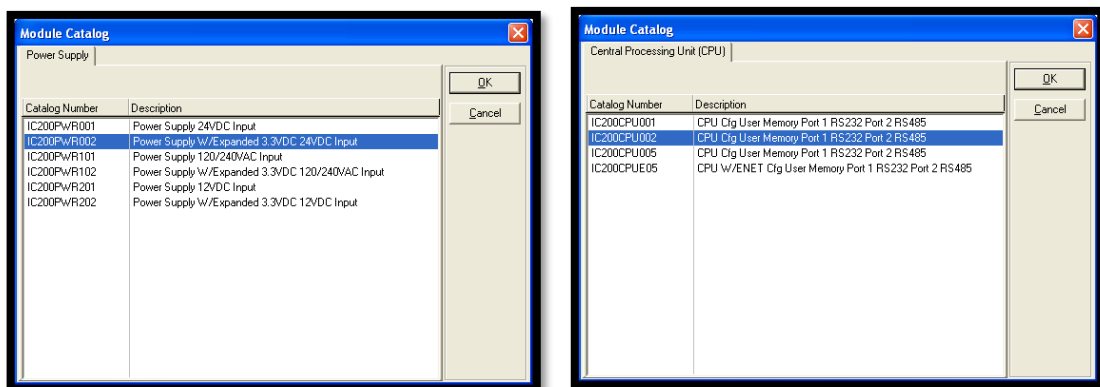 Module Catalog
Power Supply
OK
Cancel
Catalog Number Description
IC200PWR001 Power Supply 24VDC Input
IC200PWR002 Power Supply W/Expanded 3.3VDC 24VDC Input
IC200PWR101 Power Supply 120/240VAC Input
IC200PWR102 Power Supply W/Expanded 3.3VDC 120/240VAC Input
IC200PWR201 Power Supply 12VDC Input
IC200PWR202 Power Supply W/Expanded 3.3VDC 12VDC Input
Module Catalog
Central Processing Unit (CPU)
OK
Cancel
Catalog Number Description
IC200CPU001 CPU Cfg User Memory Port 1 RS232 Port 2 RS485
IC200CPU002 CPU Cfg User Memory Port 1 RS232 Port 2 RS485
IC200CPU005 CPU Cfg User Memory Port 1 RS232 Port 2 RS485
IC200CPUE05 CPU W/ENET Cfg User Memory Port 1 RS232 Port 2 RS485